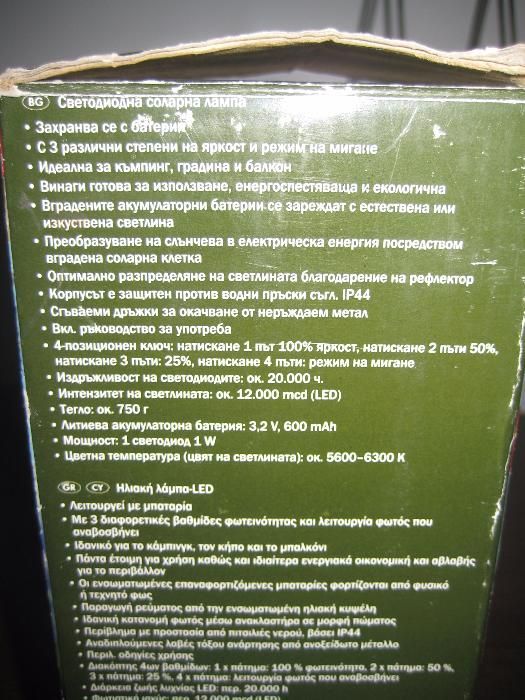 BG Светодиодна соларна лампа
• Захранва се с батерии
• С 3 различни степени на яркост и режим на мигане
• Идеална за къмпинг, градина и балкон
• Винаги готова за използване, енергоспестяваща и екологична
• Вградените акумулаторни батерии се зареждат с естествена или
изкуствена светлина
• Преобразуване на слънчева в електрическа енергия посредством
вградена соларна клетка
• Оптимално разпределяне на светлината благодарение на рефлектор
• Корпусът е защитен против водни пръски съгл. IP44
• Сгъваеми дръжки за окачване от неръждаем метал
• Вкл. ръководство за употреба
• 4-позиционен ключ: натискане 1 път 100% яркост, натискане 2 пъти 50%,
натискане 3 пъти: 25%, натискане 4 пъти: режим на мигане
• Издръжливост на светодиодите: ок. 20.000 ч.
• Интензитет на светлината: ок. 12.000 mcd (LED)
• Тегло: ок. 750 г
• Литиева акумулаторна батерия: 3,2 V, 600 mAh
• Мощност: 1 светодиод 1 W
• Цветна температура (цвят на светлината): ок. 5600–6300 K
GR CY Ηλιακή λάμπα-LED
• Λειτουργεί με μπαταρία
• Με 3 διαφορετικές βαθμίδες φωτεινότητας και λειτουργία φωτός που
αναβοσβήνει
• Ιδανικό για το κάμπινγκ, τον κήπο και το μπαλκόνι
• Πάντα έτοιμη για χρήση καθώς και ιδιαίτερα ενεργειακά οικονομική και αβλαβής
για το περιβάλλον
• Οι ενσωματωμένες επαναφορτιζόμενες μπαταρίες φορτίζονται από φυσικό
ή τεχνητό φως
• Παραγωγή ρεύματος από την ενσωματωμένη ηλιακή κυψέλη
• Ιδανική κατανομή φωτός μέσω ανακλαστήρα σε μορφή πώματος
• Περίβλημα με προστασία από πιτσιλιές νερού, βάσει IP44
• Αναδιπλούμενες λαβές τόξου ανάρτησης από ανοξείδωτο μέταλλο
• Περιλ. οδηγίες χρήσης
• Διακόπτης 4ων βαθμίδων: 1 x πάτημα: 100 % φωτεινότητα, 2 x πάτημα: 50 %,
3 x πάτημα: 25 %, 4 x πάτημα: λειτουργία φωτός που αναβοσβήνει
• Διάρκεια ζωής λυχνίας LED: περ. 20.000 h
• Φωτιστική ισχύς: περ. 12.000 mcd (LED)